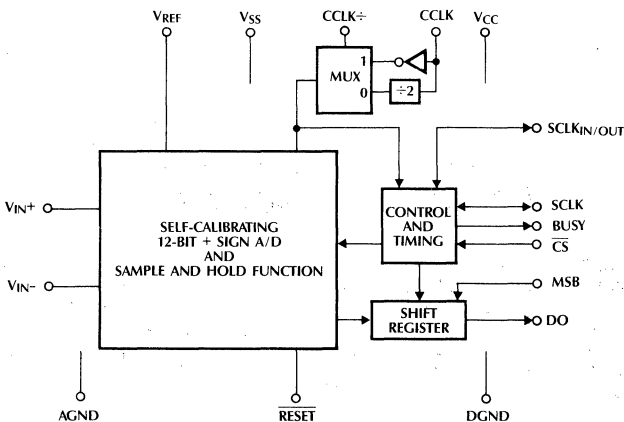 VREF
VSS
CCLK÷
CCLK
VCC
MUX
1
0
÷2
SCLKIN/OUT
VIN+
SELF-CALIBRATING
12-BIT + SIGN A/D
AND
SAMPLE AND HOLD FUNCTION
CONTROL
AND
TIMING
SCLK
BUSY
CS
VIN-
MSB
SHIFT
REGISTER
DO
AGND
RESET
DGND